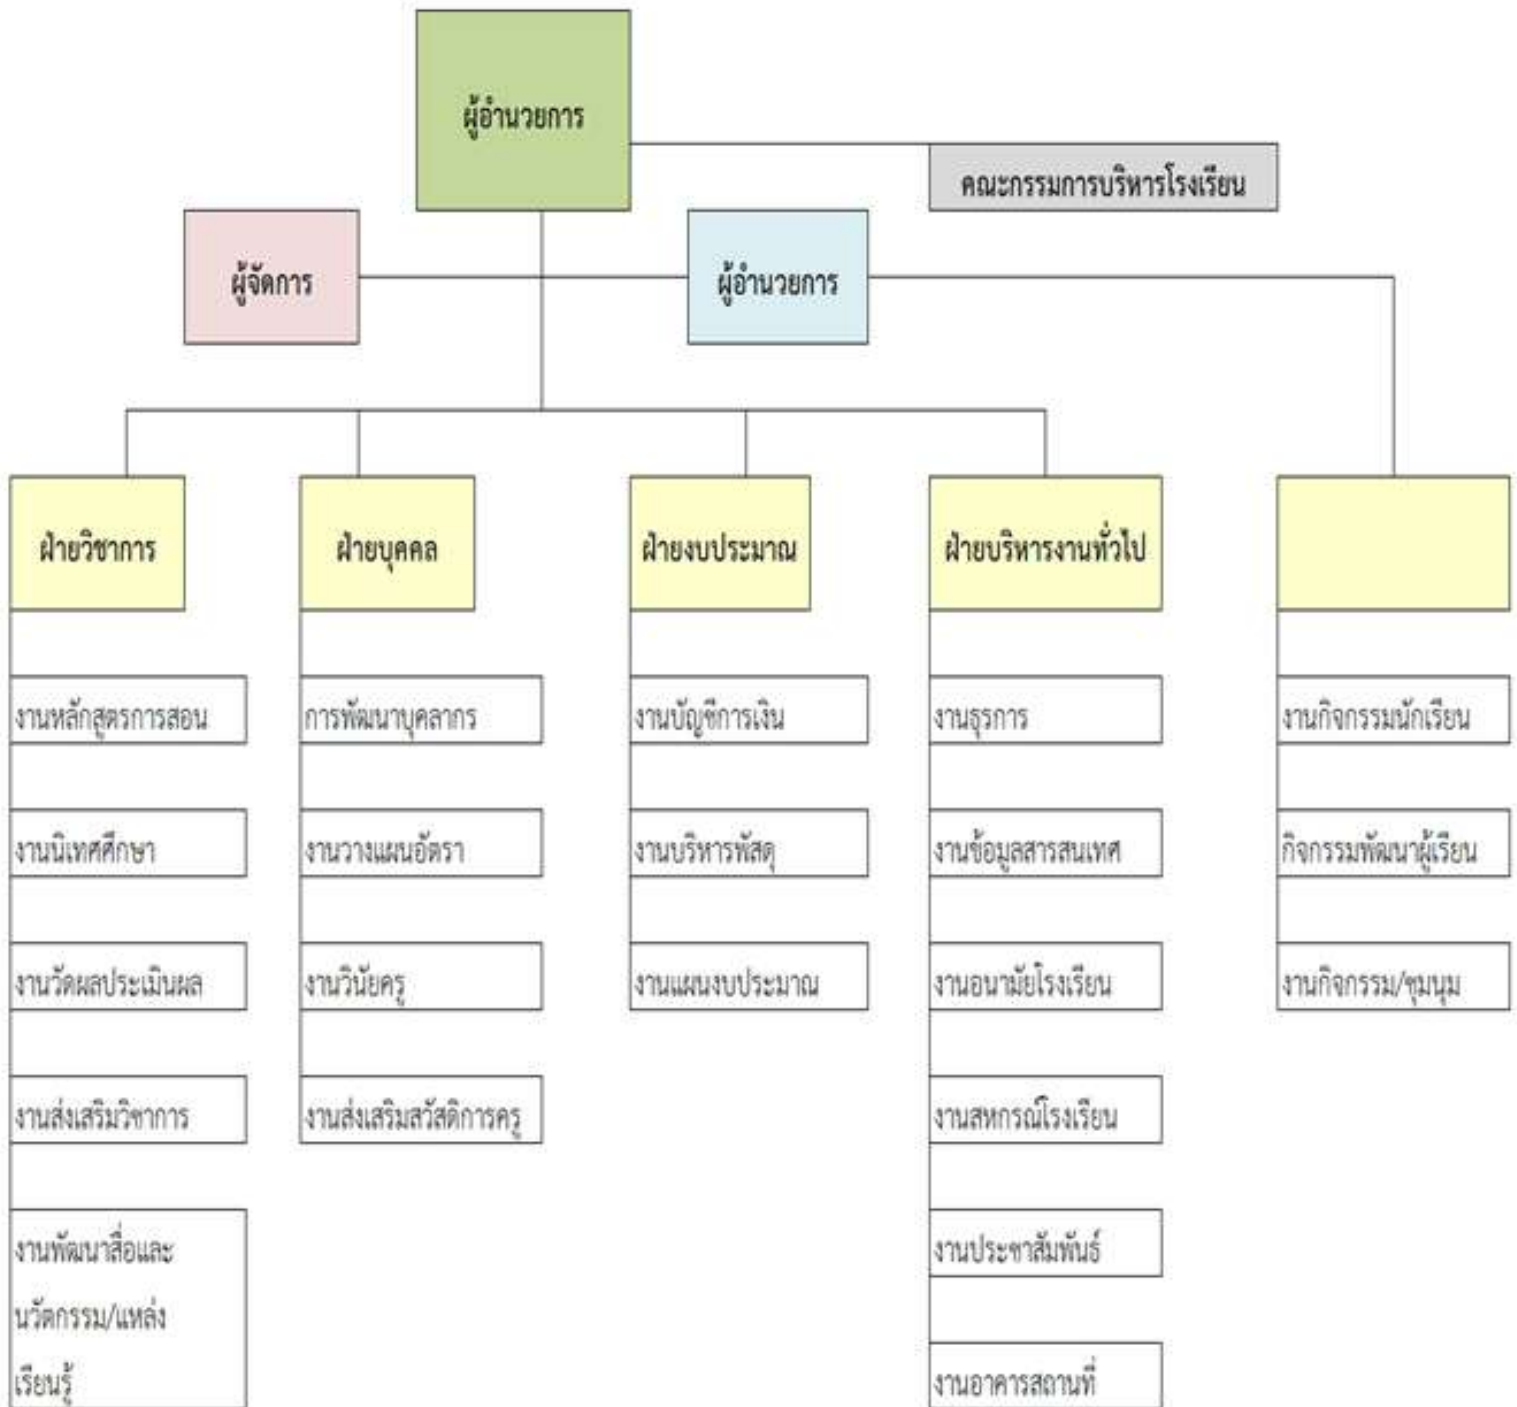 ผู้อำนวยการ
คณะกรรมการบริหารโรงเรียน
ผู้จัดการ
ผู้อำนวยการ
ฝ่ายวิชาการ
ฝ่ายบุคคล
ฝ่ายงบประมาณ
ฝ่ายบริหารงานทั่วไป
งานหลักสูตรการสอน
การพัฒนาบุคลากร
งานบัญชีการเงิน
งานธุรการ
งานกิจกรรมนักเรียน
งานนิเทศศึกษา
งานวางแผนอัตรา
งานบริหารพัสดุ
งานข้อมูลสารสนเทศ
กิจกรรมพัฒนาผู้เรียน
งานวัดผลประเมินผล
งานวินัยครู
งานแผนงบประมาณ
งานอนามัยโรงเรียน
งานกิจกรรม/ชุมนุม
งานส่งเสริมวิชาการ
งานส่งเสริมสวัสดิการครู
งานสหกรณ์โรงเรียน
งานพัฒนาสื่อและ
นวัตกรรม/แหล่ง
เรียนรู้
งานประชาสัมพันธ์
งานอาคารสถานที่